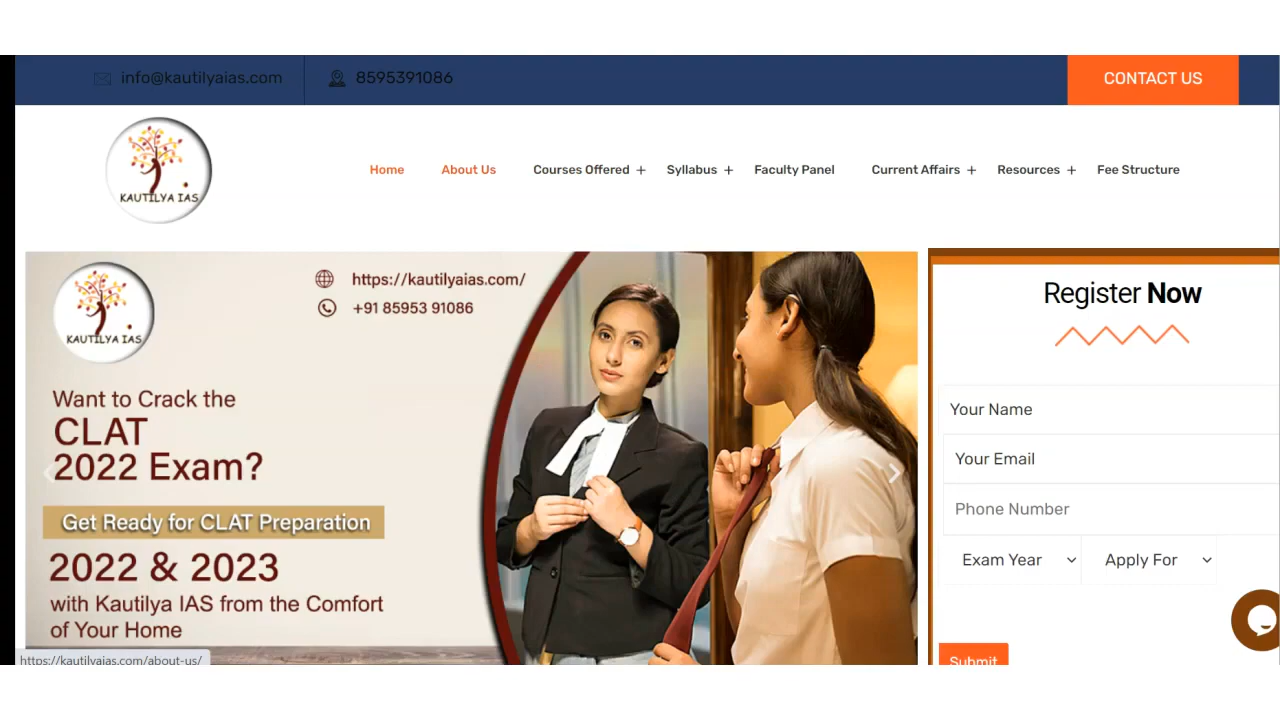 info@kautilyaias.com 8595391086 CONTACT US
KAUTILYA IAS
Home About Us Courses Offered + Syllabus + Faculty Panel Current Affairs + Resources + Fee Structure
KAUTILYA IAS
https://kautilyaias.com/
+91 85953 91086
Want to Crack the
CLAT
2022 Exam?
Get Ready for CLAT Preparation
2022 & 2023
with Kautilya IAS from the Comfort
of Your Home
Register Now
Your Name
Your Email
Phone Number
Exam Year Apply For
Submit
https://kautilyaias.com/about-us/